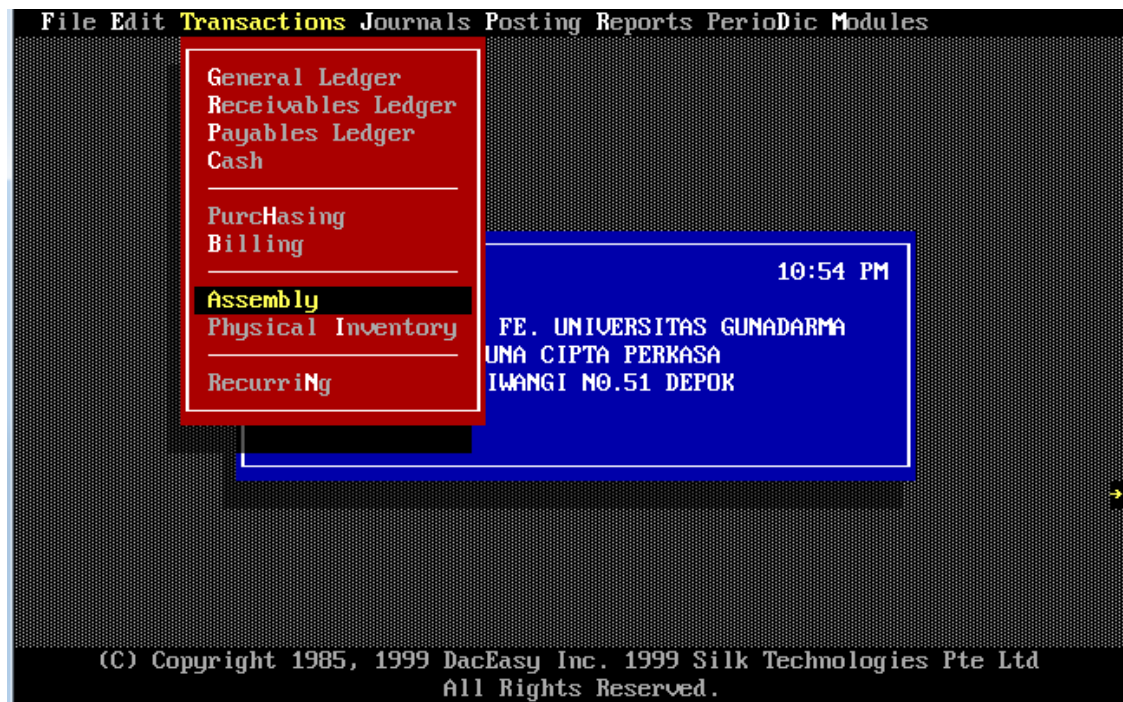 File Edit Transactions Journals Posting Reports PerioDic Modules
General Ledger
Receivables Ledger
Payables Ledger
Cash
PurcHasing
Billing
10:54 PM
Assembly
Physical Inventory
FE. UNIVERSITAS GUNADARMA
UNA CIPTA PERKASA
RecurriNg
IWANGI NO.51 DEPOK
(C) Copyright 1985, 1999 DacEasy Inc. 1999 Silk Technologies Pte Ltd
All Rights Reserved.